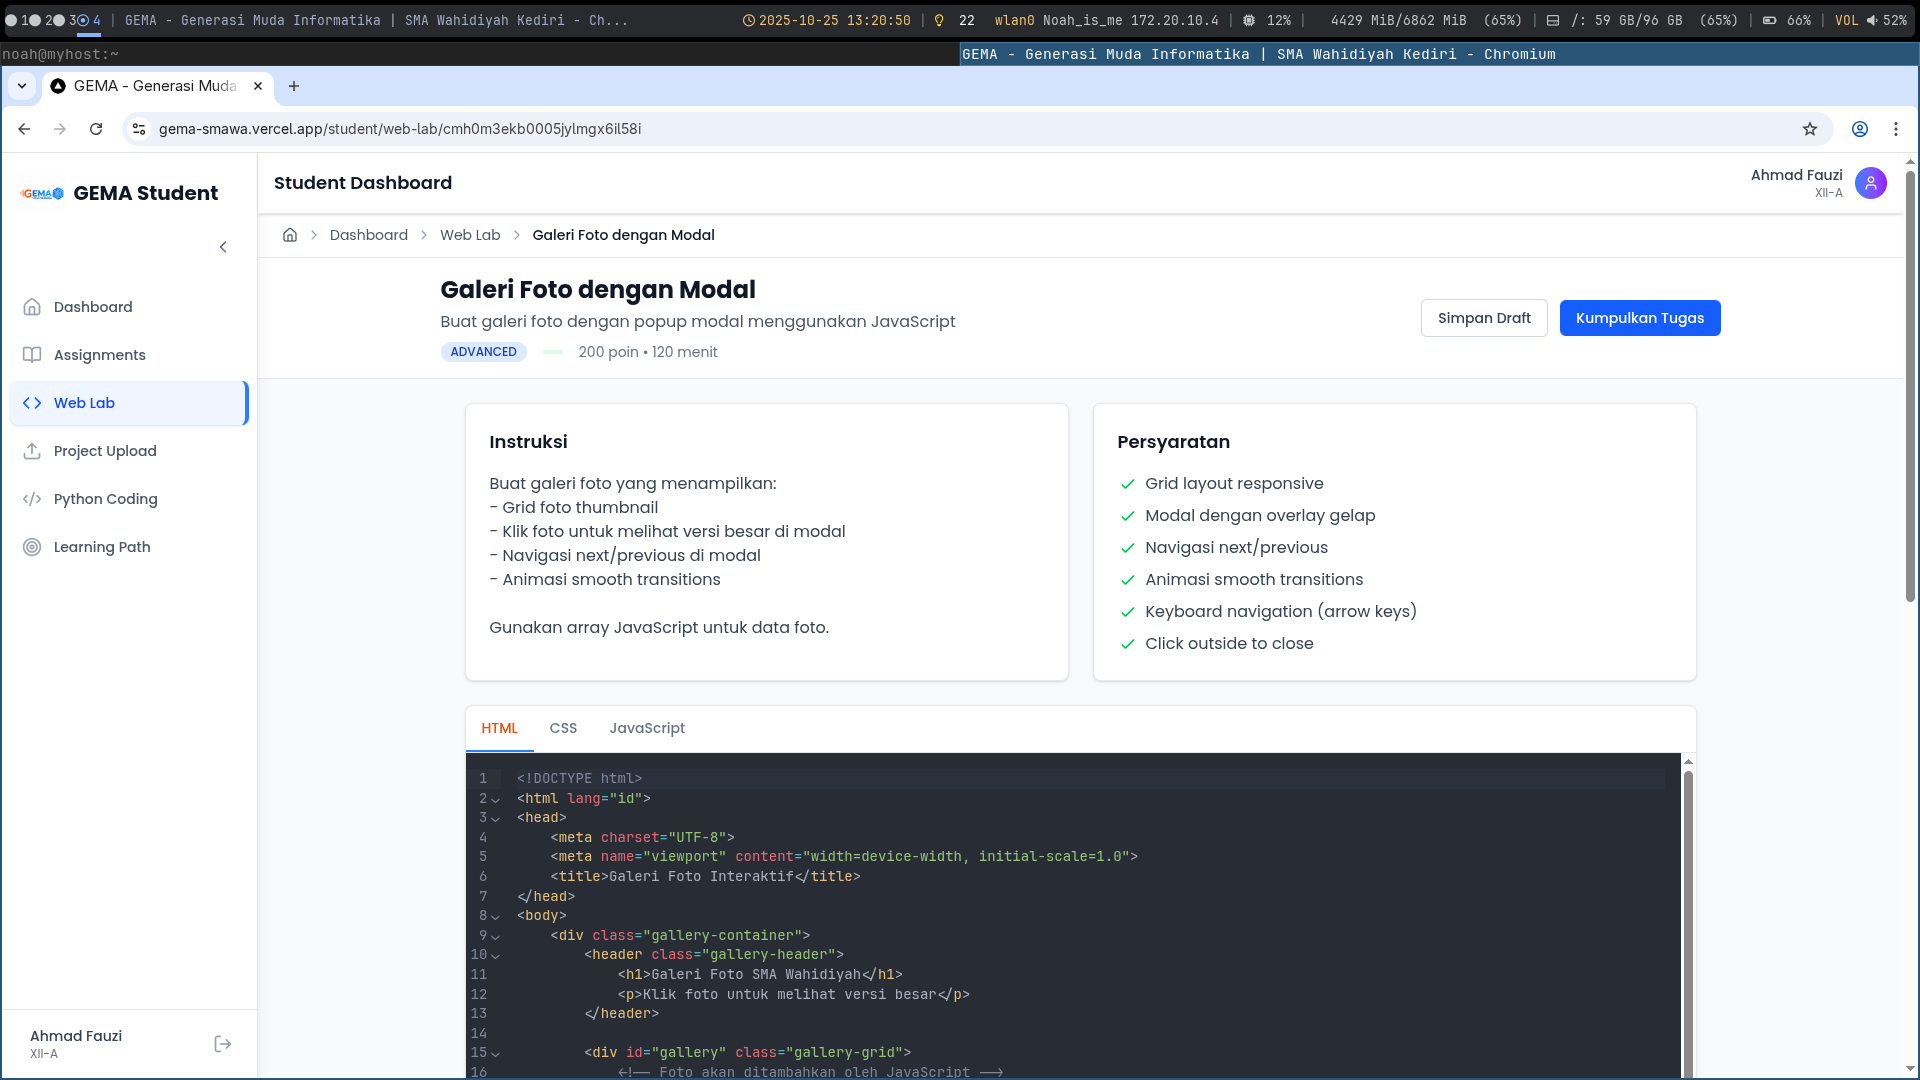 1 2 3 4 | GEMA - Generasi Muda Informatika | SMA Wahidiyah Kediri - Ch... 2025-10-25 13:20:50 | 22 wlan0 Noah_is_me 172.20.10.4 | 12% | 4429 MiB/6862 MiB (65%) | /: 59 GB/96 GB (65%) | 66% | VOL 52%
noah@myhost:~
GEMA - Generasi Muda Informatika | SMA Wahidiyah Kediri - Chromium
GEMA - Generasi Muda
gema-smawa.vercel.app/student/web-lab/cmh0m3ekb0005jylmgx6il58i
GEMA
GEMA Student
Student Dashboard
Ahmad Fauzi
XII-A
Dashboard
Assignments
Web Lab
Project Upload
Python Coding
Learning Path
Ahmad Fauzi
XII-A
Dashboard > Web Lab > Galeri Foto dengan Modal
Galeri Foto dengan Modal
Buat galeri foto dengan popup modal menggunakan JavaScript
ADVANCED 200 poin • 120 menit
Simpan Draft
Kumpulkan Tugas
Instruksi
Buat galeri foto yang menampilkan:
- Grid foto thumbnail
- Klik foto untuk melihat versi besar di modal
- Navigasi next/previous di modal
- Animasi smooth transitions
Gunakan array JavaScript untuk data foto.
Persyaratan
Grid layout responsive
Modal dengan overlay gelap
Navigasi next/previous
Animasi smooth transitions
Keyboard navigation (arrow keys)
Click outside to close
HTML CSS JavaScript
1 <!DOCTYPE html>
2 <html lang="id">
3 <head>
4 <meta charset="UTF-8">
5 <meta name="viewport" content="width=device-width, initial-scale=1.0">
6 <title>Galeri Foto Interaktif</title>
7 </head>
8 <body>
9 <div class="gallery-container">
10 <header class="gallery-header">
11 <h1>Galeri Foto SMA Wahidiyah</h1>
12 <p>Klik foto untuk melihat versi besar</p>
13 </header>
14
15 <div id="gallery" class="gallery-grid">
16 <!-- Foto akan ditambahkan oleh JavaScript -->